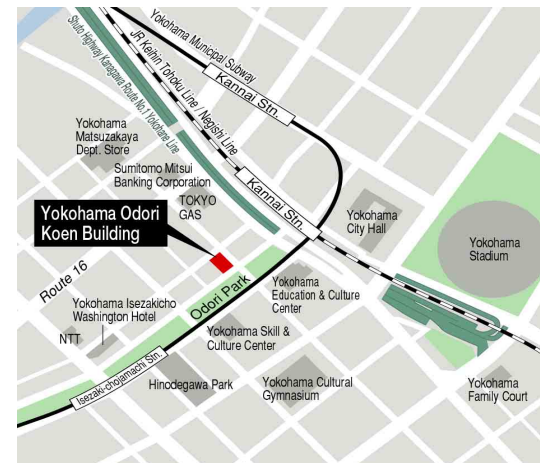 Yokohama Municipal Subway
JR Keihin Tohoku Line / Negishi Line
Shuto Highway Kanagawa Route No.1 Yokohane Line
Kannai Stn.
Yokohama
Matsuzakaya
Dept. Store
Sumitomo Mitsui
Banking Corporation
TOKYO
GAS
Kannai Stn.
Yokohama
City Hall
Yokohama
Stadium
Yokohama Odori
Koen Building
Route 16
Odori Park
Yokohama
Education & Culture
Center
Yokohama Isezakicho
Washington Hotel
NTT
Yokohama Skill &
Culture Center
Isezaki-chojamachi Stn.
Hinodegawa Park
Yokohama Cultural
Gymnasium
Yokohama
Family Court